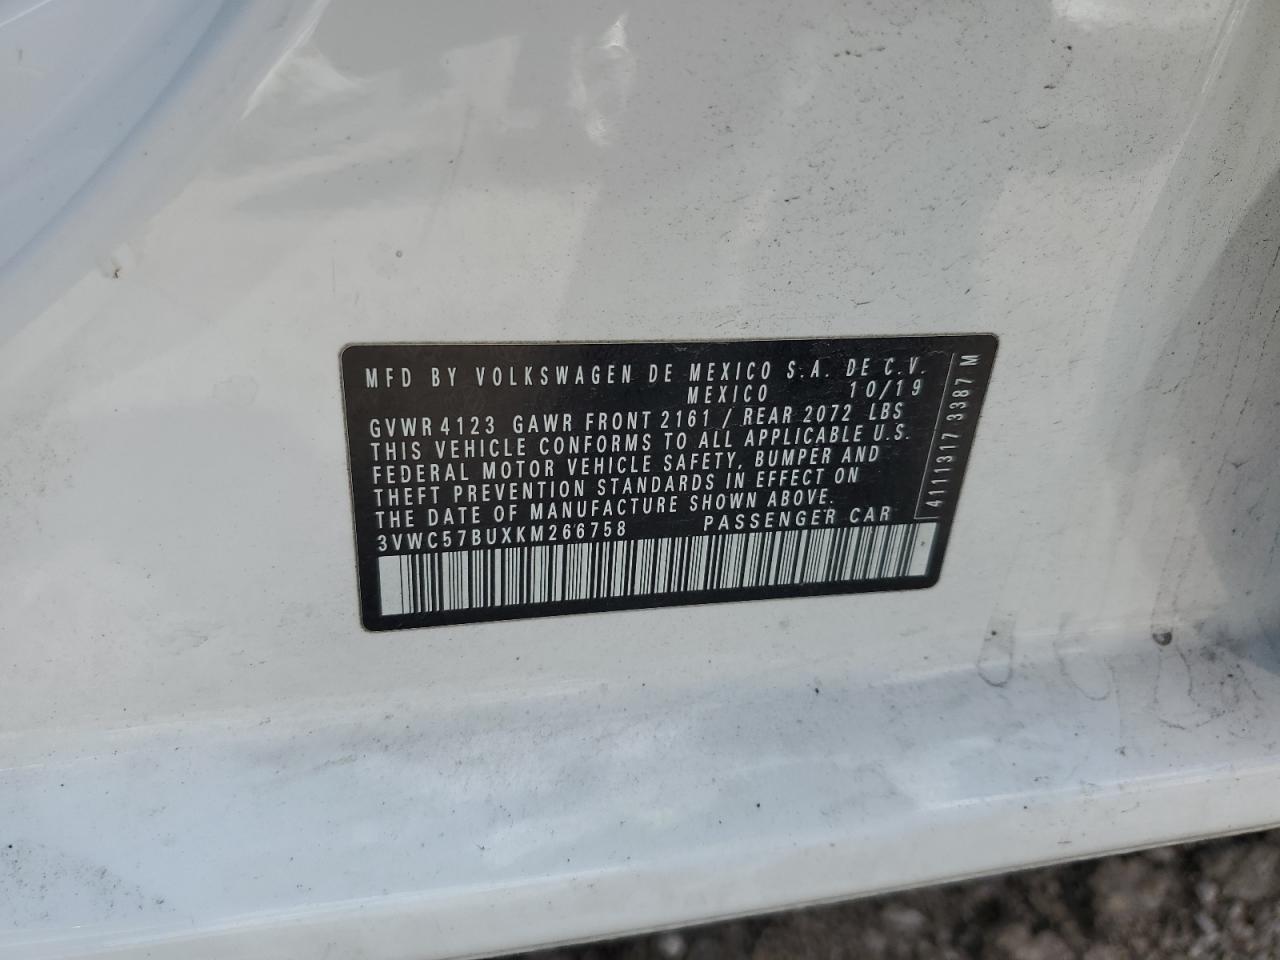 MFD BY VOLKSWAGEN DE MEXICO S.A. DE C.V.
MEXICO 10/19
GVWR 4123 GAWR FRONT 2161 / REAR 2072 LBS
THIS VEHICLE CONFORMS TO ALL APPLICABLE U.S.
FEDERAL MOTOR VEHICLE SAFETY, BUMPER AND
THEFT PREVENTION STANDARDS IN EFFECT ON
THE DATE OF MANUFACTURE SHOWN ABOVE.
3VWC57BUXKM266758 PASSENGER CAR
4111317 3387 M